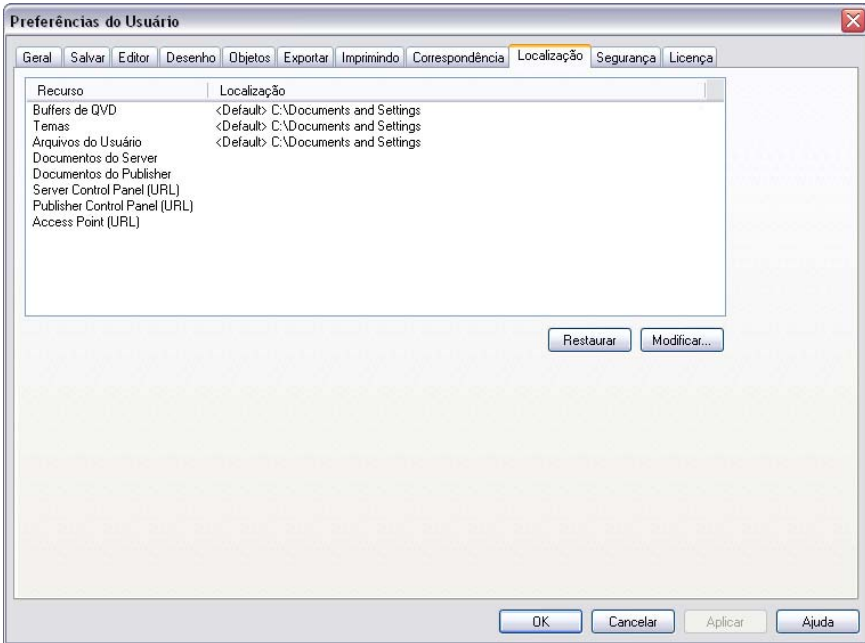 Preferências do Usuário
Geral Salvar Editor Desenho Objetos Exportar Imprimindo Correspondência Localização Segurança Licença
Recurso Localização
Buffers de QVD <Default> C:\Documents and Settings
Temas <Default> C:\Documents and Settings
Arquivos do Usuário <Default> C:\Documents and Settings
Documentos do Server
Documentos do Publisher
Server Control Panel (URL)
Publisher Control Panel (URL)
Access Point (URL)
Restaurar Modificar...
OK Cancelar Aplicar Ajuda